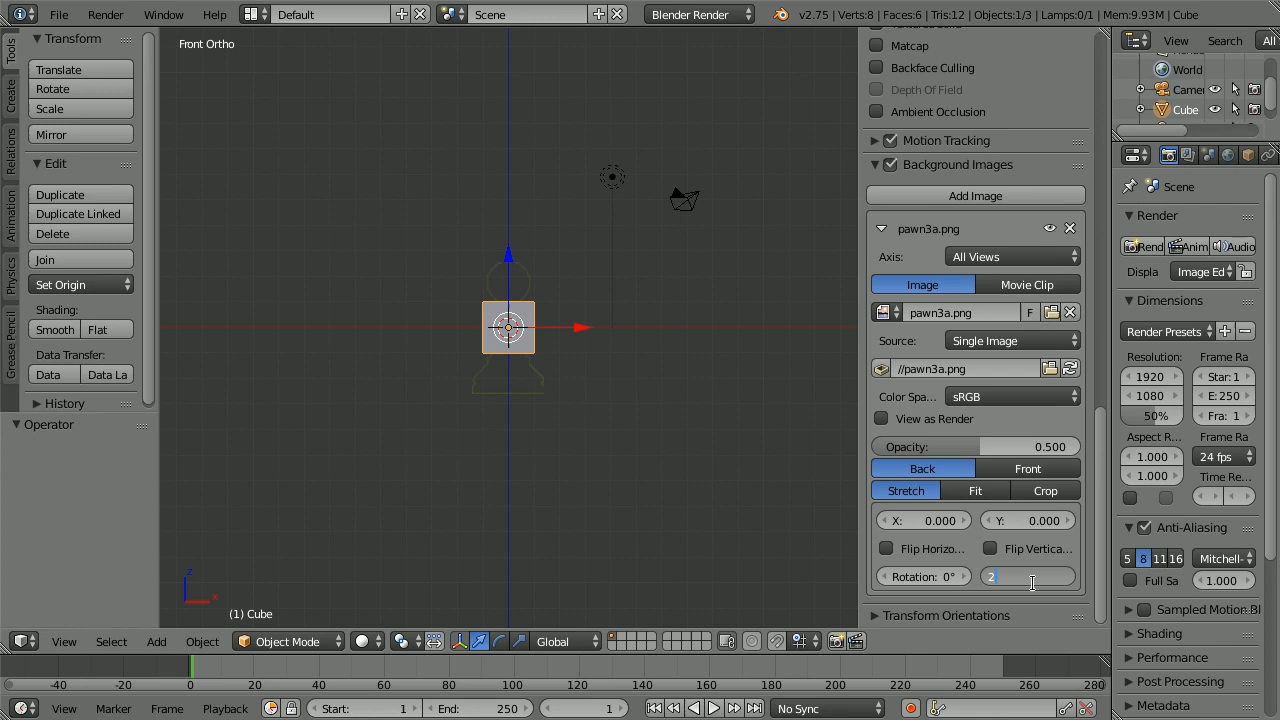 File Render Window Help Default Scene Blender Render v2.75 | Verts:8 | Faces:6 | Tris:12 | Objects:1/3 | Lamps:0/1 | Mem:9.93M | Cube
Tools
Create
Relations
Animation
Physics
Grease Pencil
Transform
Translate
Rotate
Scale
Mirror
Edit
Duplicate
Duplicate Linked
Delete
Join
Set Origin
Shading:
Smooth Flat
Data Transfer:
Data Data La
History
Operator
Front Ortho
z
x
(1) Cube
Matcap
Backface Culling
Depth Of Field
Ambient Occlusion
Motion Tracking
Background Images
Add Image
pawn3a.png
Axis: All Views
Image Movie Clip
pawn3a.png F
Source: Single Image
//pawn3a.png
Color Spa... sRGB
View as Render
Opacity: 0.500
Back Front
Stretch Fit Crop
X: 0.000 Y: 0.000
Flip Horizo... Flip Vertica...
Rotation: 0° 2
Transform Orientations
View Search All
World
Camer
Cube
Scene
Render
Rend Anim Audio
Displa Image Ed
Dimensions
Render Presets
Resolution: Frame Ra
1920 Star: 1
1080 E: 250
50% Fra: 1
Aspect R... Frame Ra
1.000 24 fps
1.000 Time Re...
Anti-Aliasing
5 8 11 16 Mitchell-
Full Sa 1.000
Sampled Motion Bl
Shading
Performance
Post Processing
Metadata
View Select Add Object Object Mode Global
-40 -20 0 20 40 60 80 100 120 140 160 180 200 220 240 260 280
View Marker Frame Playback Start: 1 End: 250 1 No Sync